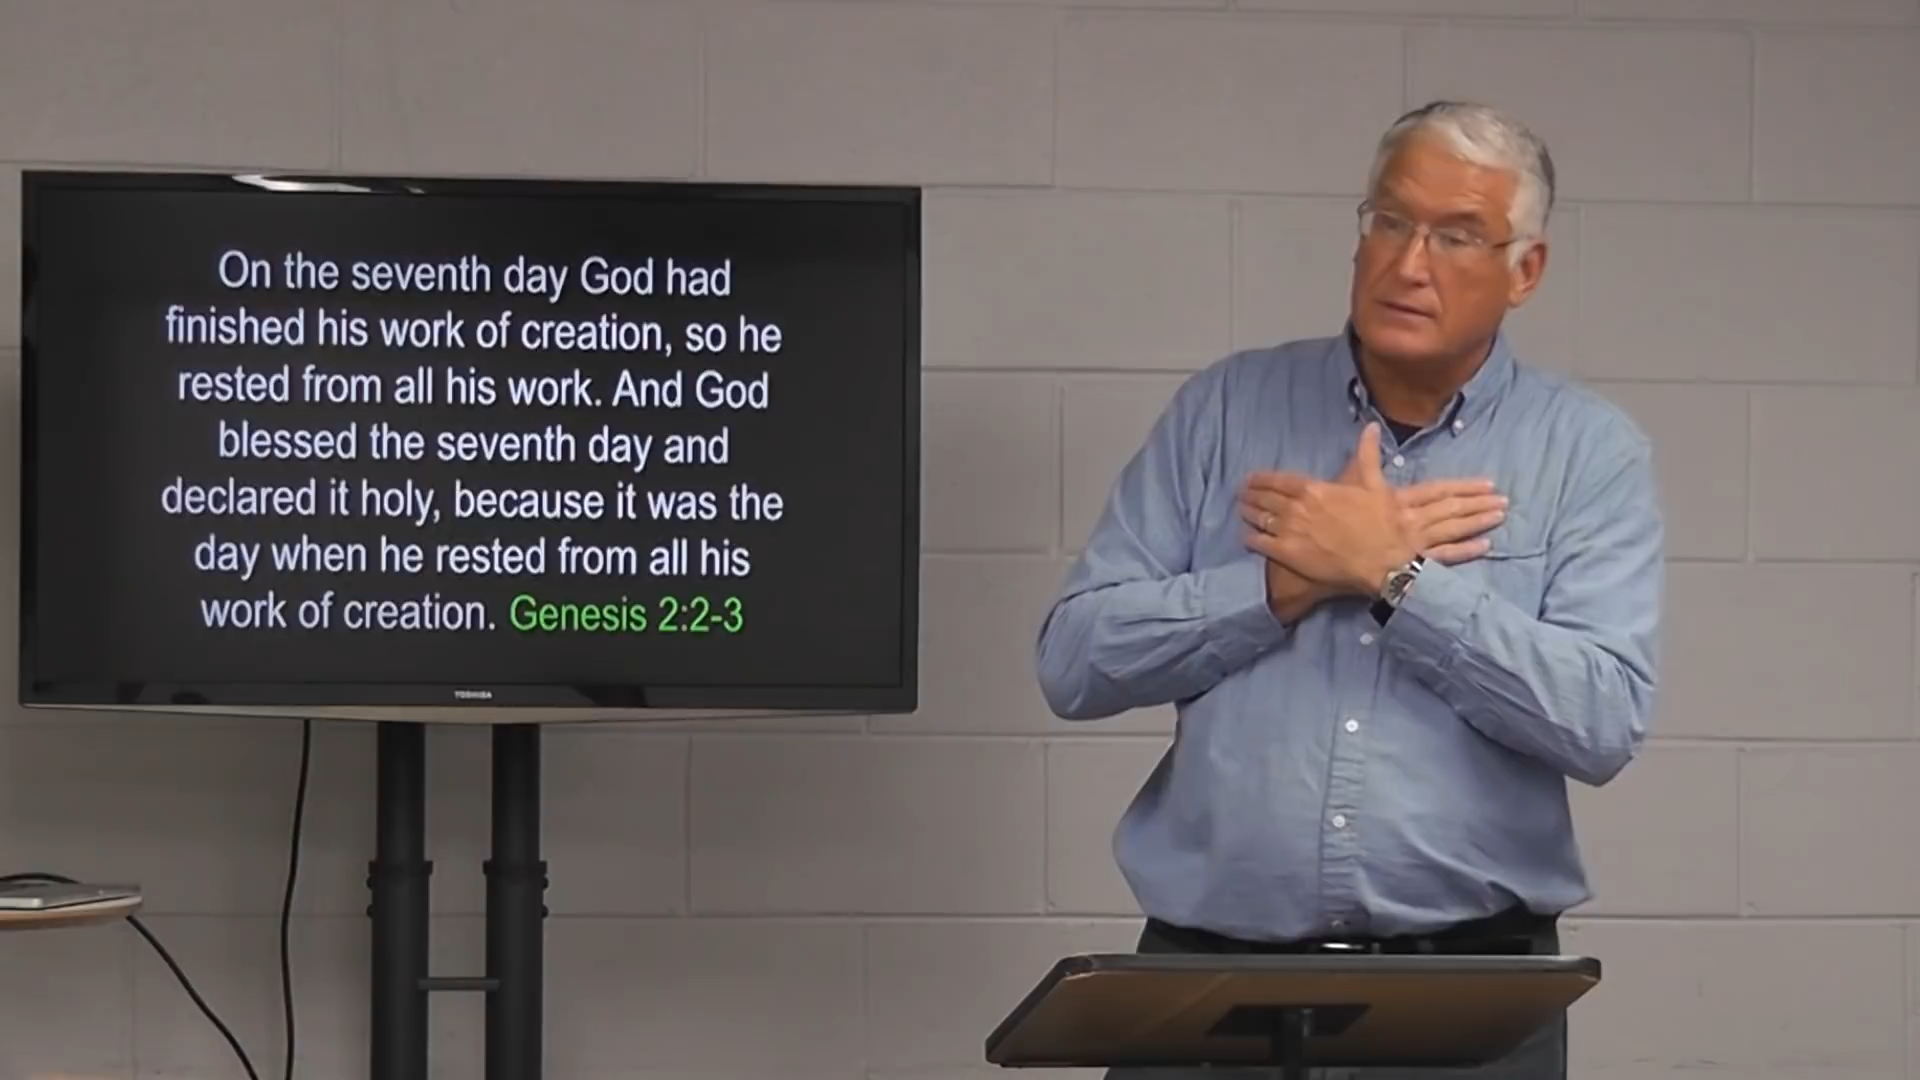 On the seventh day God had
finished his work of creation, so he
rested from all his work. And God
blessed the seventh day and
declared it holy, because it was the
day when he rested from all his
work of creation. Genesis 2:2-3
TOSHIBA